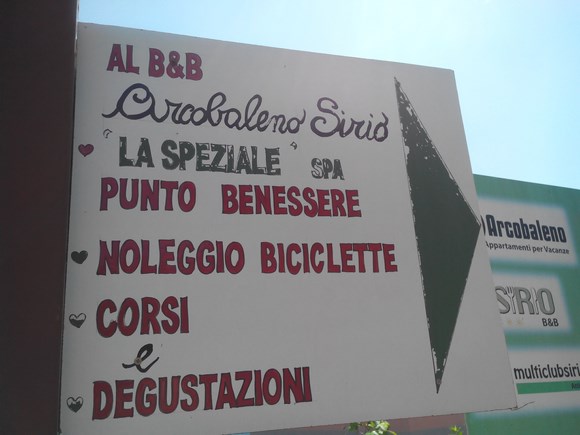 AL B&B
Arcobaleno Sirio
"LA SPEZIALE" SPA
PUNTO BENESSERE
NOLEGGIO BICICLETTE
CORSI
e
DEGUSTAZIONI
Arcobaleno
Appartamenti per Vacanze
SIRIO
B&B
multiclubsiri